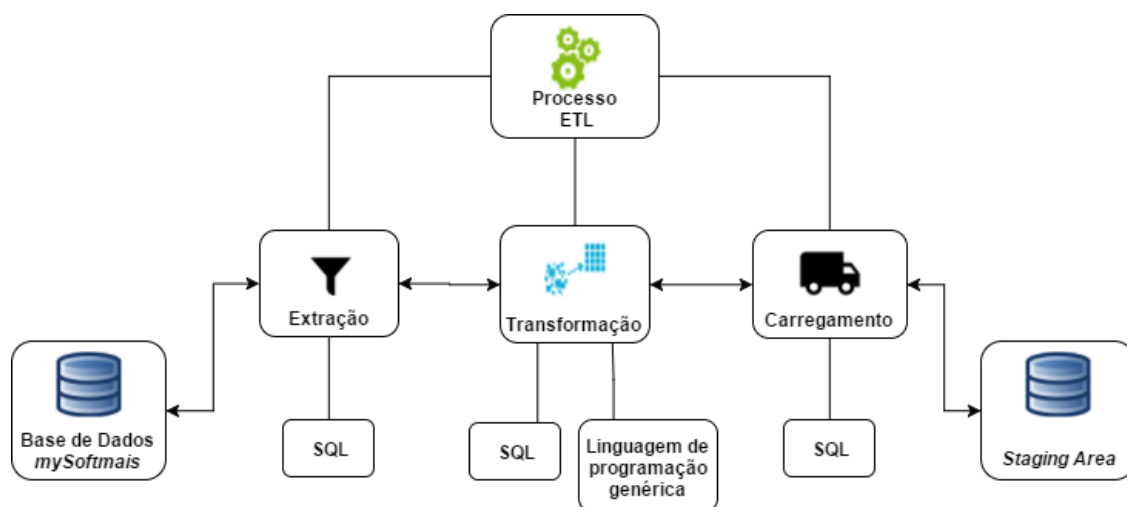 Processo
ETL
Extração
Transformação
Carregamento
Base de Dados
mySoftmais
SQL
SQL
Linguagem de
programação
genérica
SQL
Staging Area